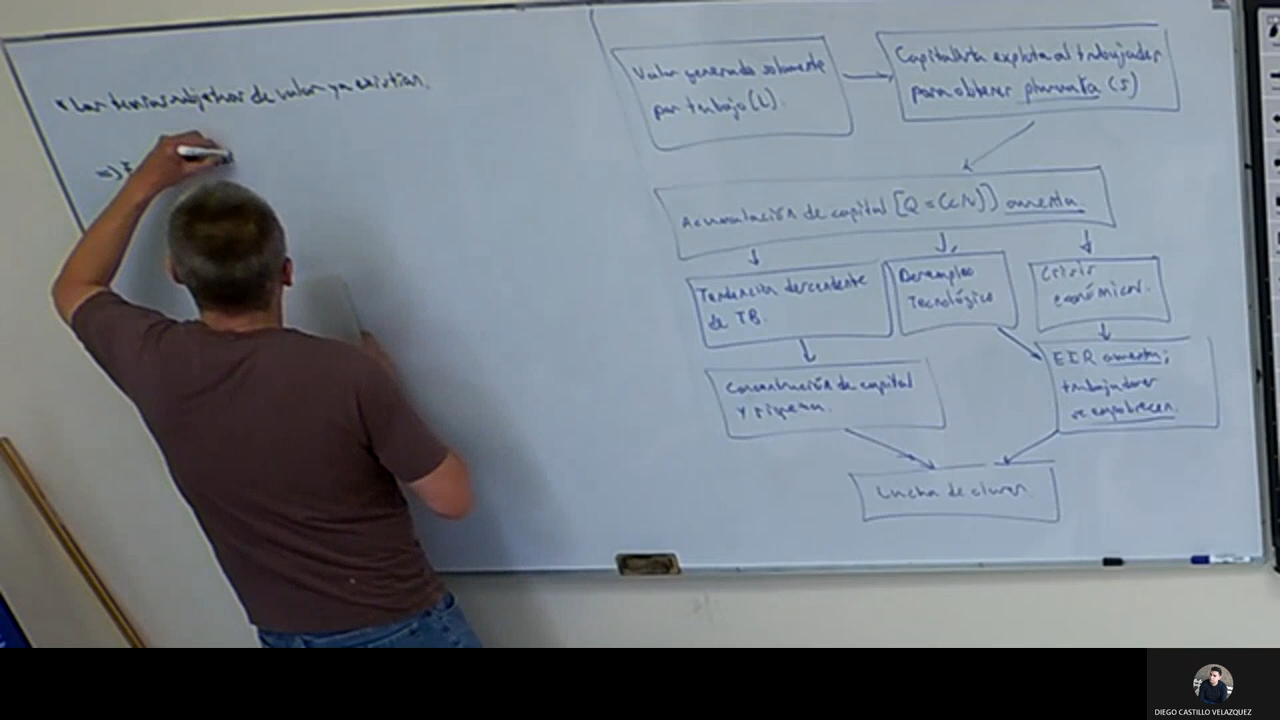 * Las teorías subjetivas de valor ya existían.
Valor generado solamente
por trabajo (L).
Capitalista explota al trabajador
para obtener plusvalía (S)
Acumulación de capital [Q = (C/V)] aumenta.
Tendencia descendente
de TB.
Desempleo
Tecnológico
Crisis
económicas.
Concentración de capital
y riqueza.
EIR aumenta;
trabajadores
se empobrecen.
Lucha de clases
DIEGO CASTILLO VELAZQUEZ